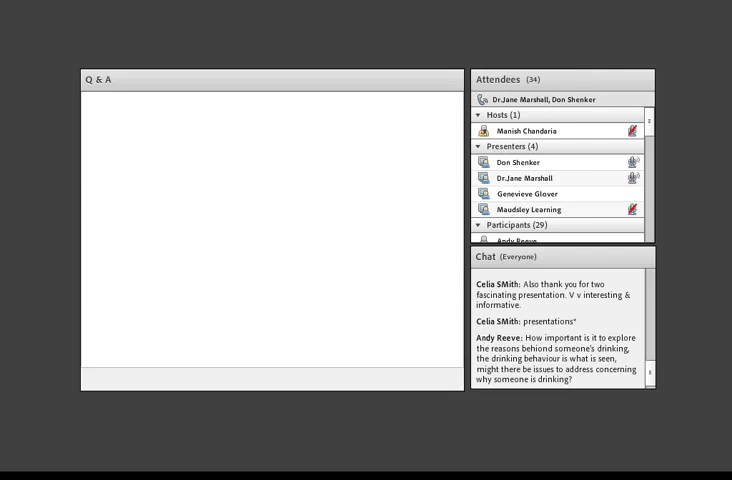 Q & A
Attendees (34)
Dr.Jane Marshall, Don Shenker
Hosts (1)
Manish Chandaria
Presenters (4)
Don Shenker
Dr.Jane Marshall
Genevieve Glover
Maudsley Learning
Participants (29)
Andy Reeve
Chat (Everyone)
Celia SMith: Also thank you for two
fascinating presentation. V v interesting &
informative.
Celia SMith: presentations*
Andy Reeve: How important is it to explore
the reasons behiond someone's drinking,
the drinking behaviour is what is seen,
might there be issues to address concerning
why someone is drinking?